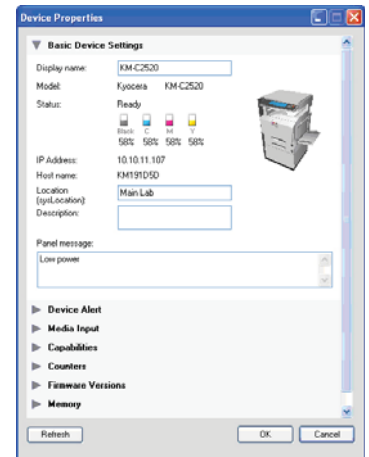 Device Properties
Basic Device Settings
Display name: KM-C2520
Model: Kyocera KM-C2520
Status: Ready
Black C M Y
58% 58% 58% 58%
IP Address: 10.10.11.107
Host name: KM191D5D
Location (sysLocation): Main Lab
Description:
Panel message:
Low power
Device Alert
Media Input
Capabilities
Counters
Firmware Versions
Memory
Refresh OK Cancel